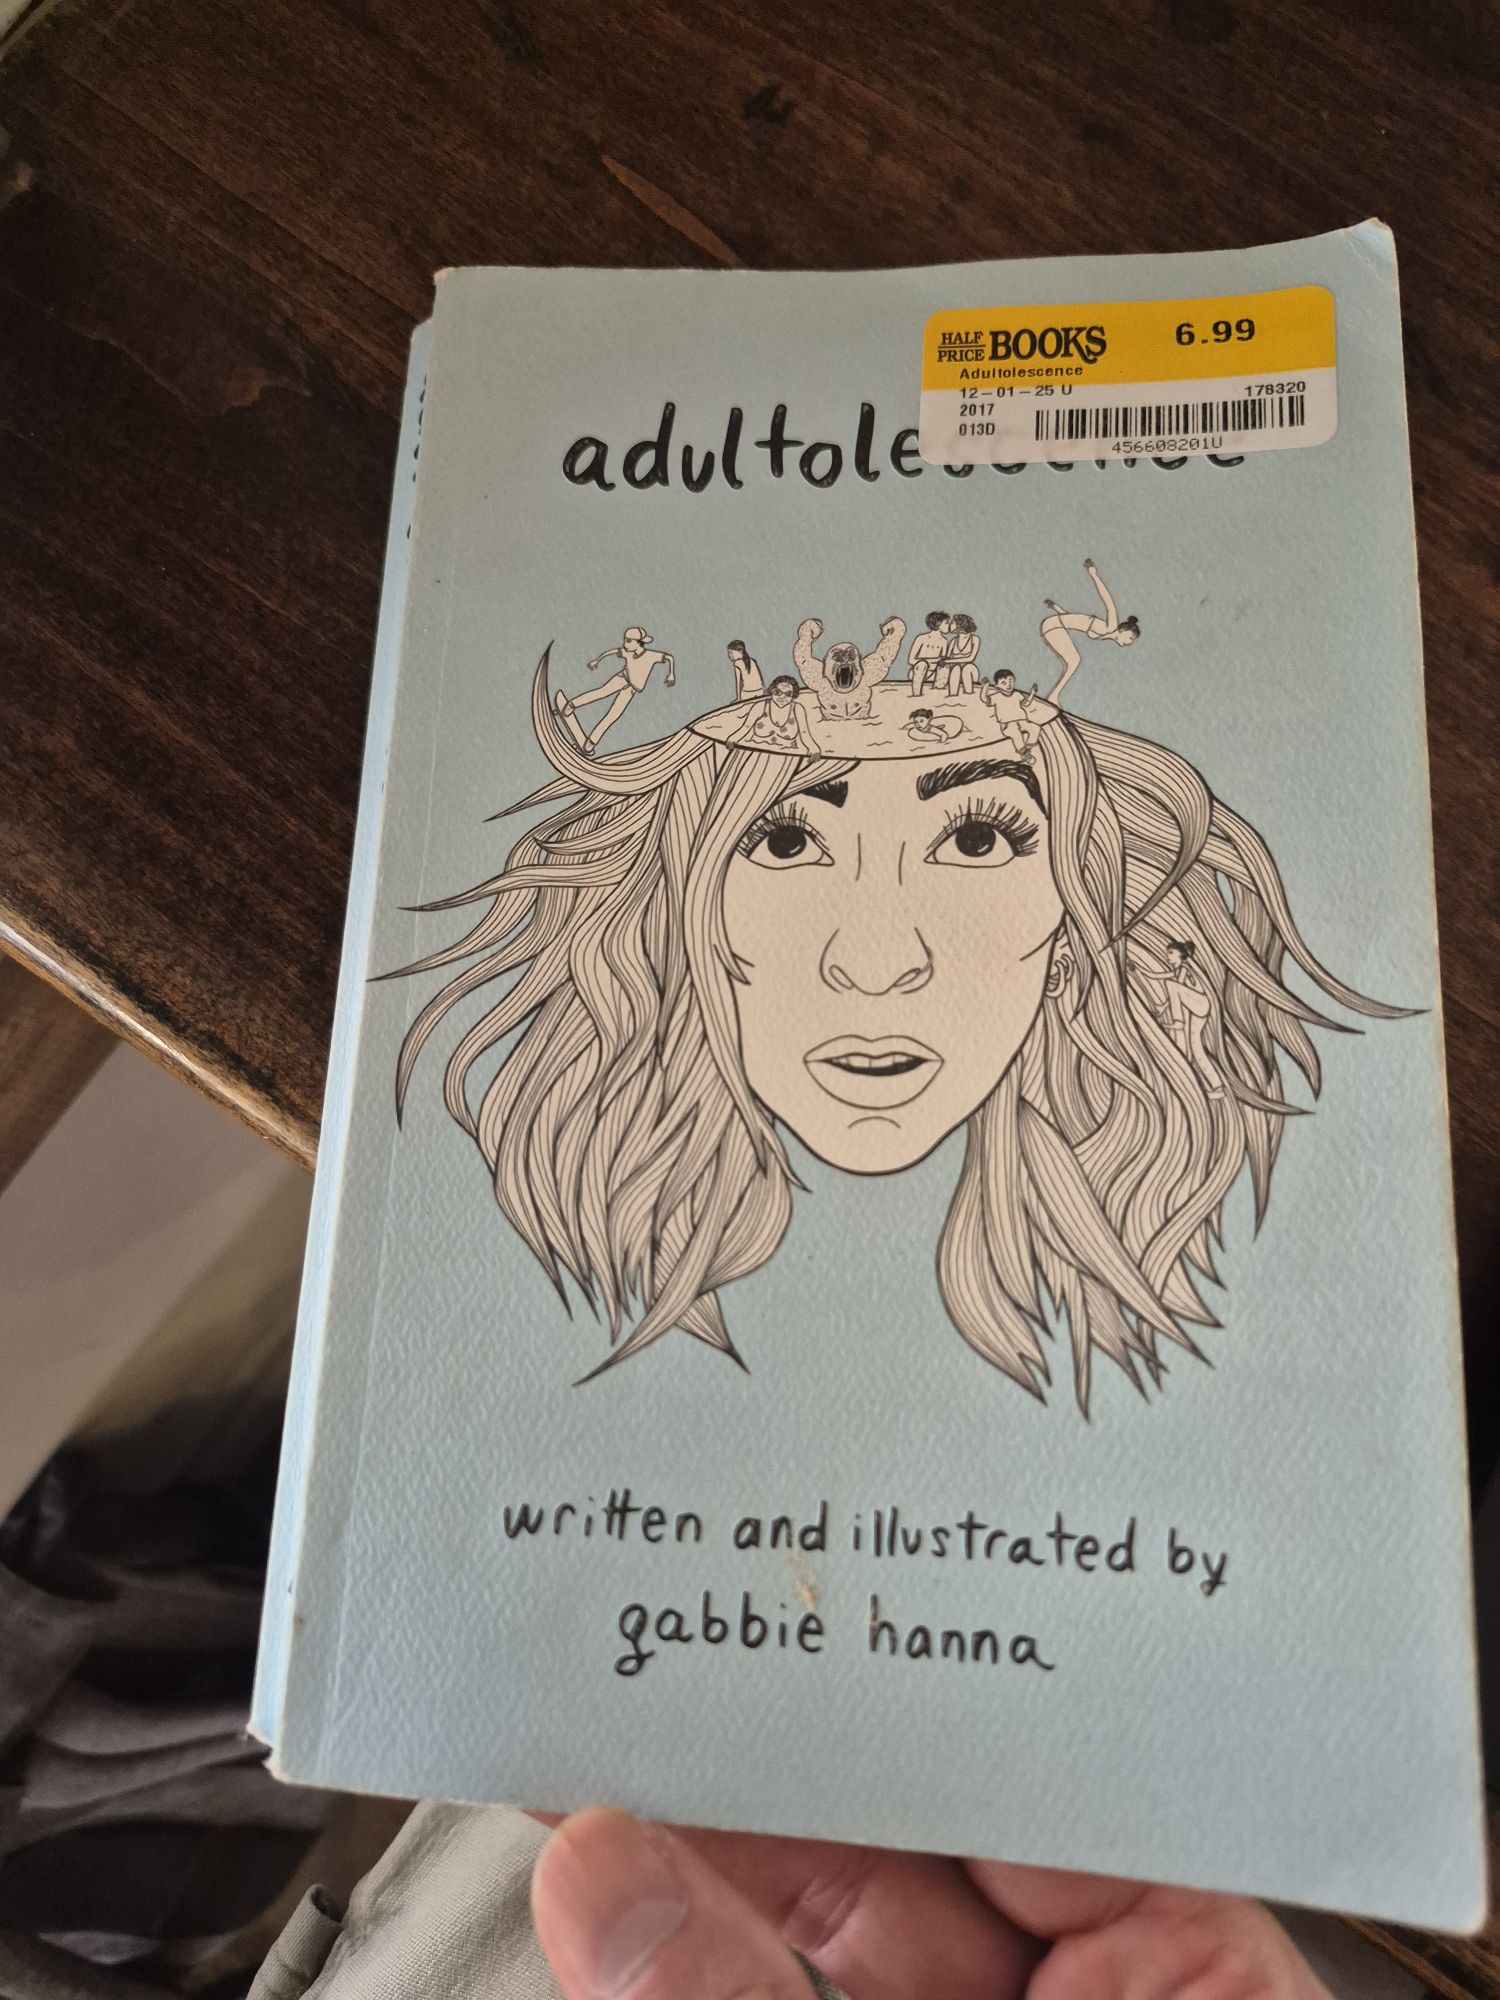 HALF PRICE BOOKS 6.99
Adultolescence
12-01-25 U 178320
2017
013D
456608201U
adultolescence
written and illustrated by
gabbie hanna